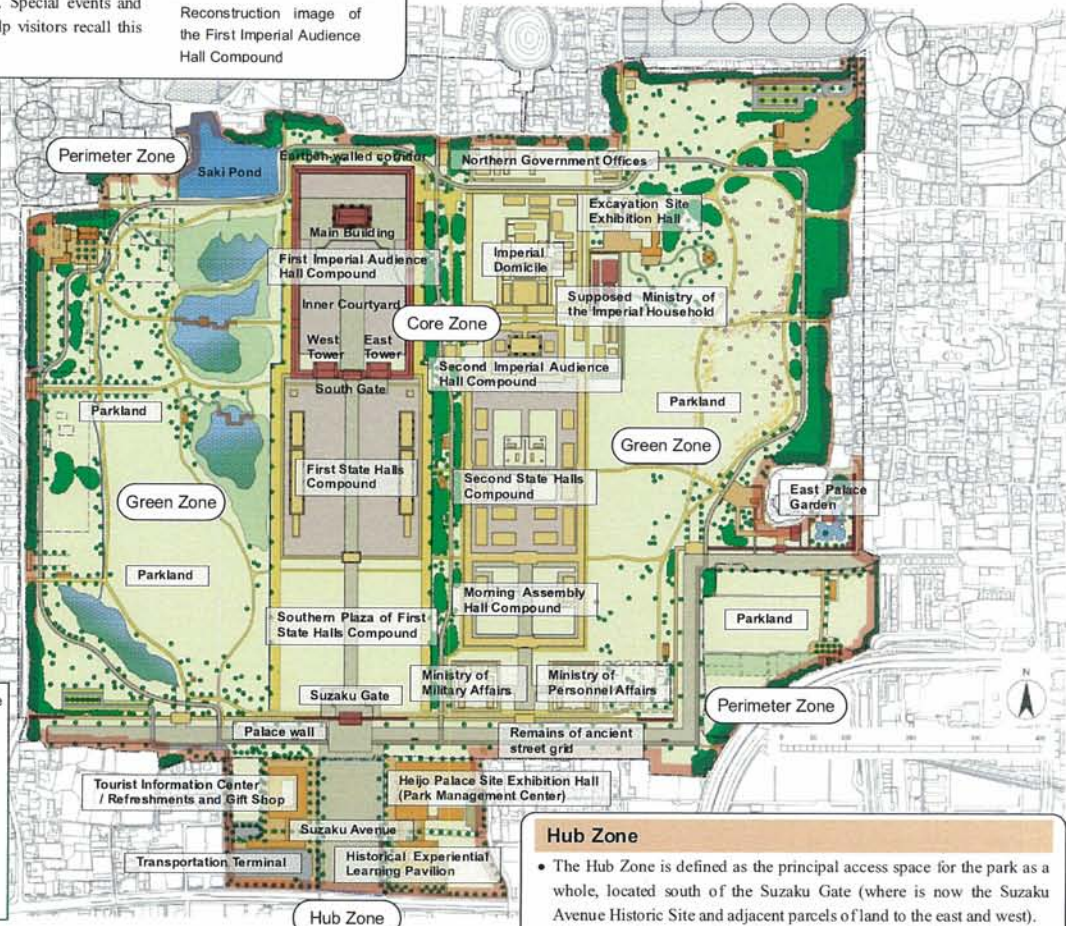 . Special events and
lp visitors recall this
Reconstruction image of
the First Imperial Audience
Hall Compound
Perimeter Zone
Saki Pond
Earthen-walled corridor
Northern Government Offices
Main Building
First Imperial Audience
Hall Compound
Inner Courtyard
West
Tower
East
Tower
South Gate
Core Zone
Imperial
Domicile
Excavation Site
Exhibition Hall
Supposed Ministry of
the Imperial Household
Second Imperial Audience
Hall Compound
Parkland
Parkland
Green Zone
Green Zone
First State Halls
Compound
Second State Halls
Compound
East Palace
Garden
Parkland
Southern Plaza of First
State Halls Compound
Morning Assembly
Hall Compound
Parkland
Suzaku Gate
Ministry of
Military Affairs
Ministry of
Personnel Affairs
Perimeter Zone
N
Palace wall
Remains of ancient
street grid
Tourist Information Center
/ Refreshments and Gift Shop
Heijo Palace Site Exhibition Hall
(Park Management Center)
Suzaku Avenue
Transportation Terminal
Historical Experiential
Learning Pavilion
Hub Zone
Hub Zone
• The Hub Zone is defined as the principal access space for the park as a
whole, located south of the Suzaku Gate (where is now the Suzaku
Avenue Historic Site and adjacent parcels of land to the east and west).